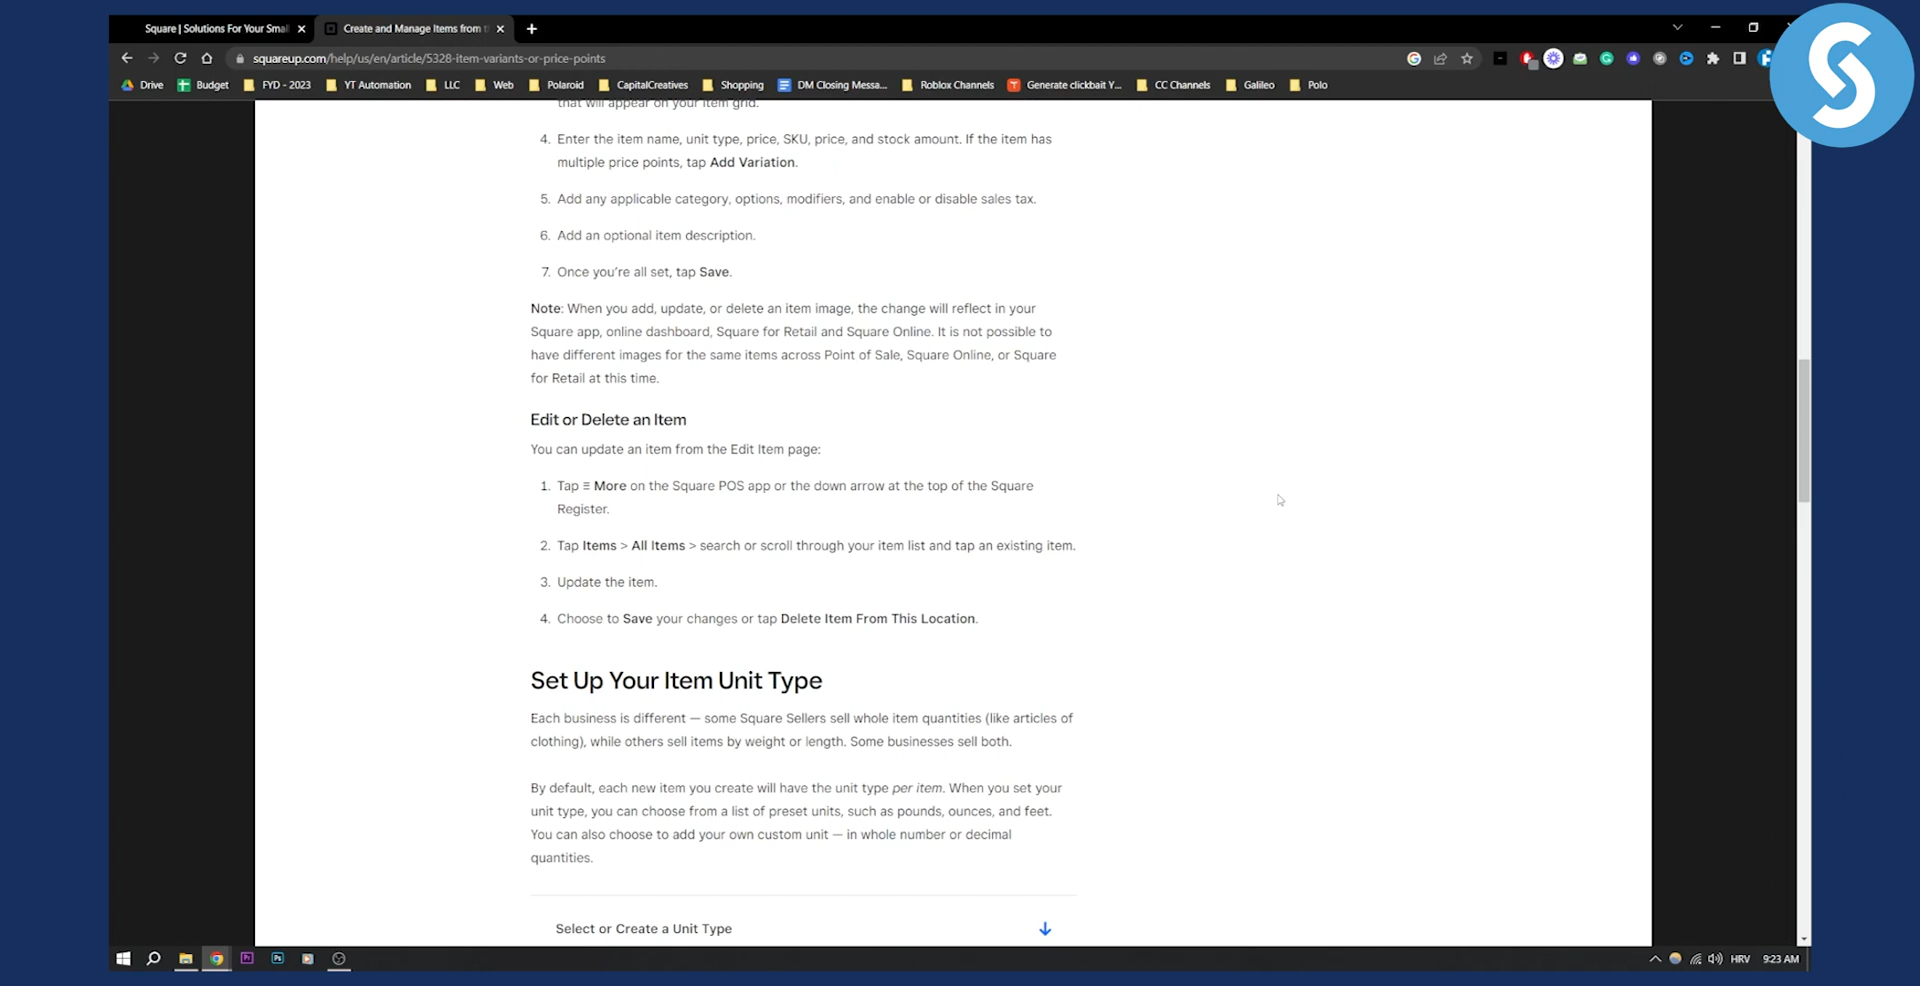 Square | Solutions For Your Smal
Create and Manage Items from t
squareup.com/help/us/en/article/5328-item-variants-or-price-points
Drive
Budget
FYD - 2023
YT Automation
LLC
Web
Polaroid
CapitalCreatives
Shopping
DM Closing Messa...
Roblox Channels
Generate clickbait Y...
CC Channels
Galileo
Polo
that will appear on your item grid.
4. Enter the item name, unit type, price, SKU, price, and stock amount. If the item has
multiple price points, tap Add Variation.
5. Add any applicable category, options, modifiers, and enable or disable sales tax.
6. Add an optional item description.
7. Once you're all set, tap Save.
Note: When you add, update, or delete an item image, the change will reflect in your
Square app, online dashboard, Square for Retail and Square Online. It is not possible to
have different images for the same items across Point of Sale, Square Online, or Square
for Retail at this time.
Edit or Delete an Item
You can update an item from the Edit Item page:
1. Tap ≡ More on the Square POS app or the down arrow at the top of the Square
Register.
2. Tap Items > All Items > search or scroll through your item list and tap an existing item.
3. Update the item.
4. Choose to Save your changes or tap Delete Item From This Location.
Set Up Your Item Unit Type
Each business is different — some Square Sellers sell whole item quantities (like articles of
clothing), while others sell items by weight or length. Some businesses sell both.
By default, each new item you create will have the unit type per item. When you set your
unit type, you can choose from a list of preset units, such as pounds, ounces, and feet.
You can also choose to add your own custom unit — in whole number or decimal
quantities.
Select or Create a Unit Type
Pr
Ps
HRV
9:23 AM